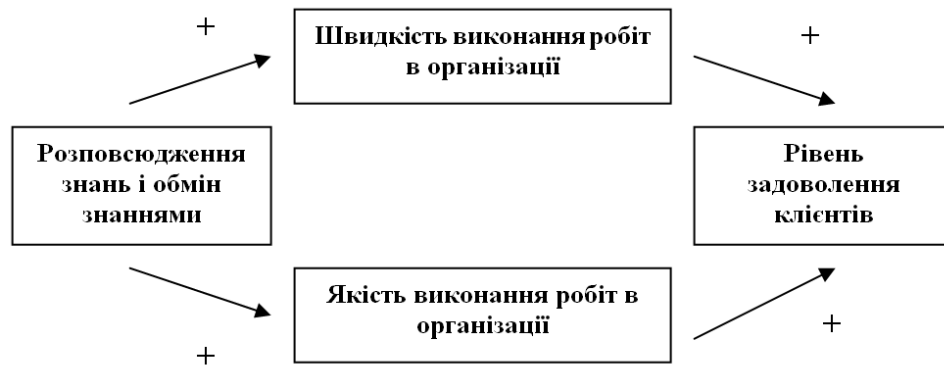 +
Швидкість виконання робіт
в організації
+
Розповсюдження
знань і обмін
знаннями
Рівень
задоволення
клієнтів
Якість виконання робіт в
організації
+
+